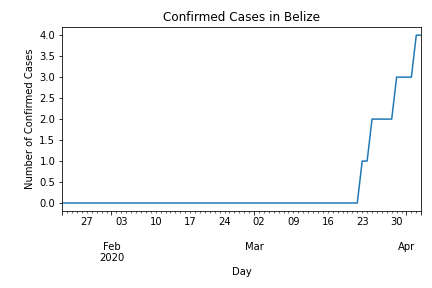 Confirmed Cases in Belize
Number of Confirmed Cases
4.0
3.5
3.0
2.5
2.0
1.5
1.0
0.5
0.0
27 03 10 17 24 02 09 16 23 30
Feb Mar Apr
2020
Day